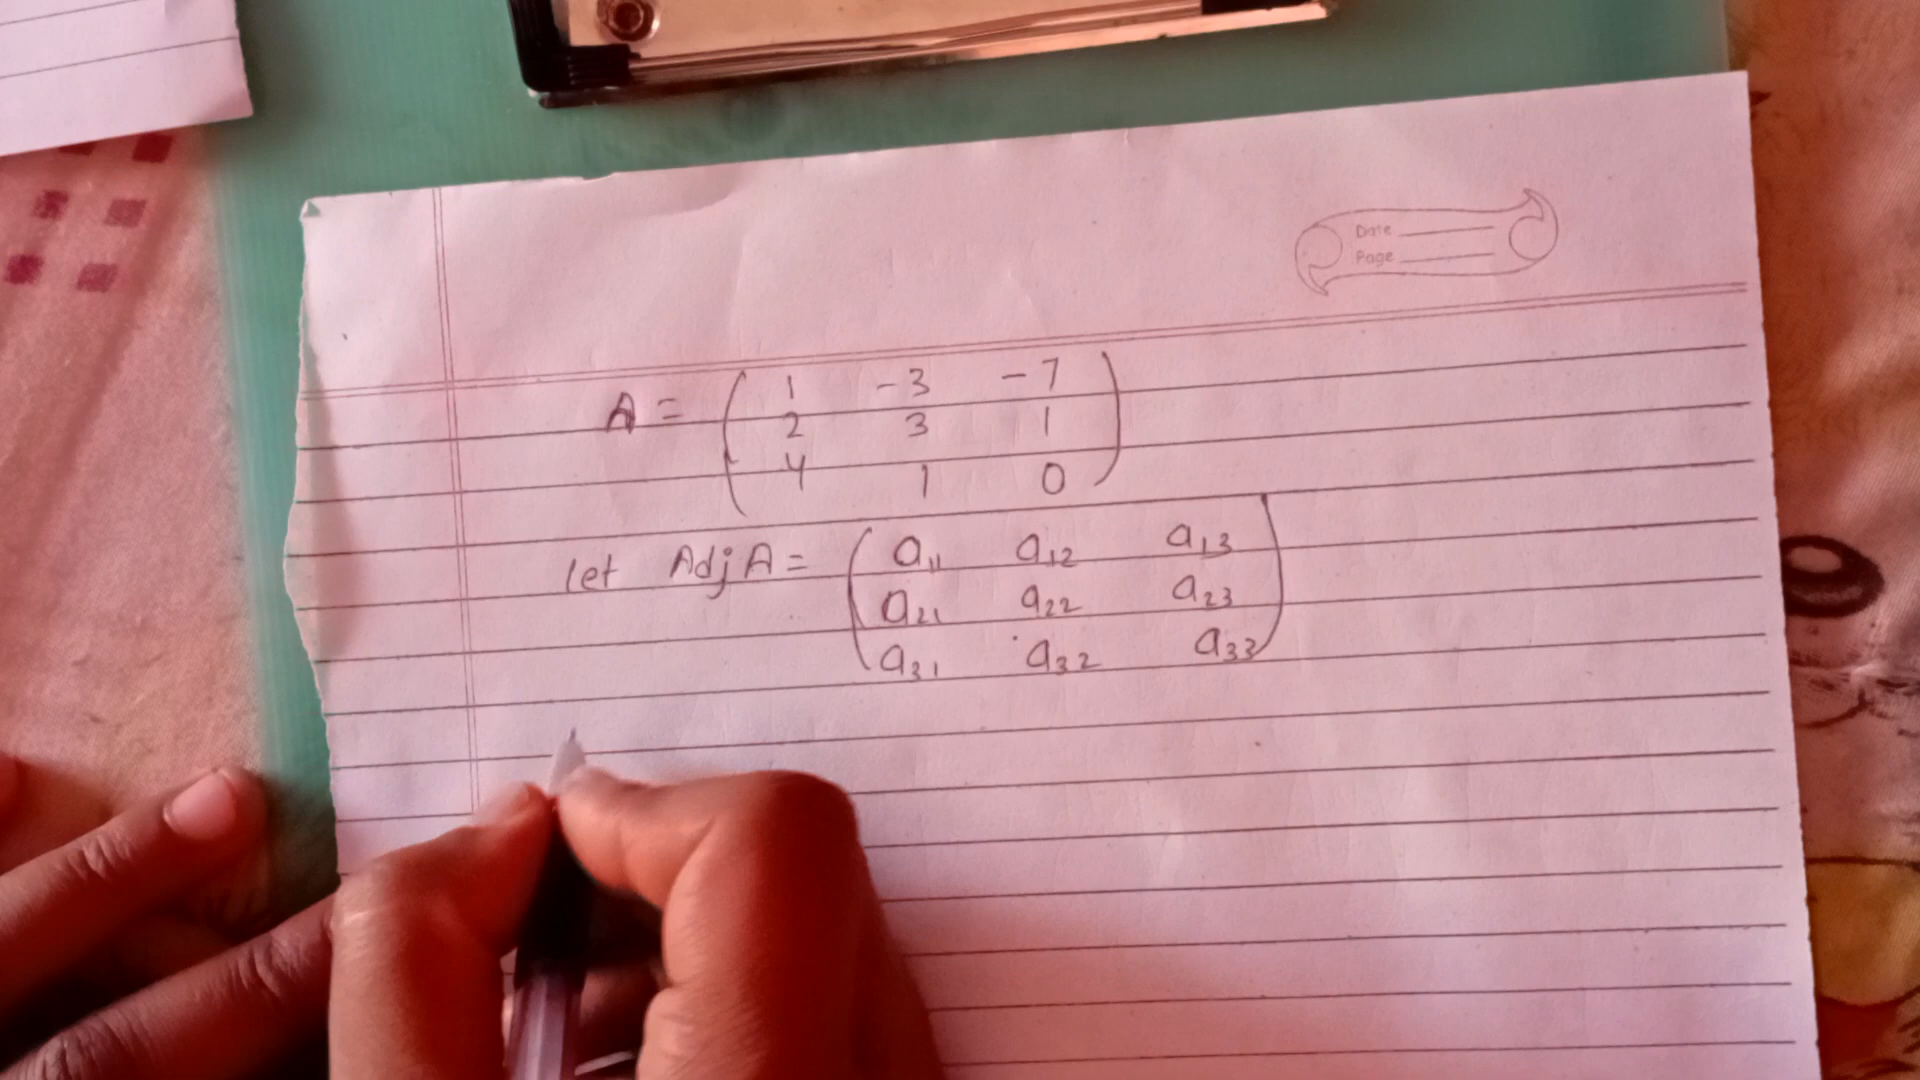 Date
Page
A = ( 1 -3 -7
2 3 1
4 1 0 )
let Adj A = ( a₁₁ a₁₂ a₁₃
a₂₁ a₂₂ a₂₃
a₃₁ a₃₂ a₃₃ )